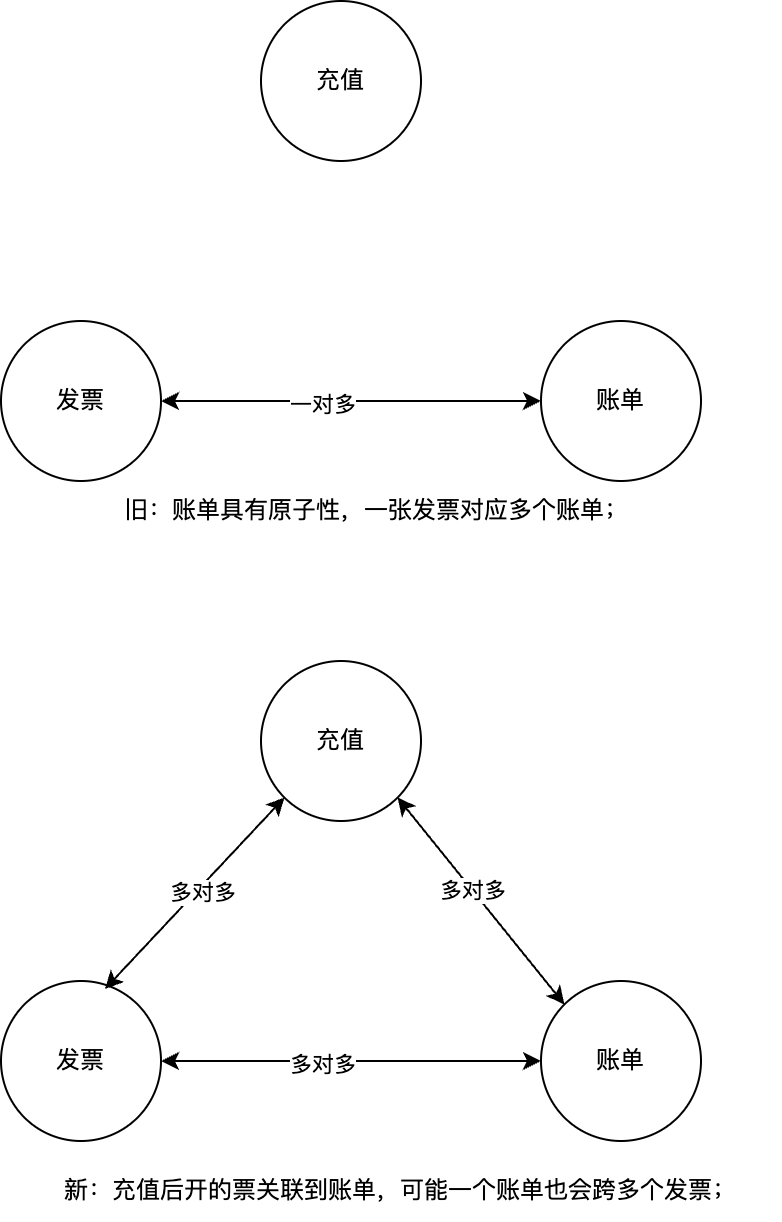 充值
发票
一对多
账单
旧：账单具有原子性，一张发票对应多个账单；
充值
多对多
多对多
发票
多对多
账单
新：充值后开的票关联到账单，可能一个账单也会跨多个发票；